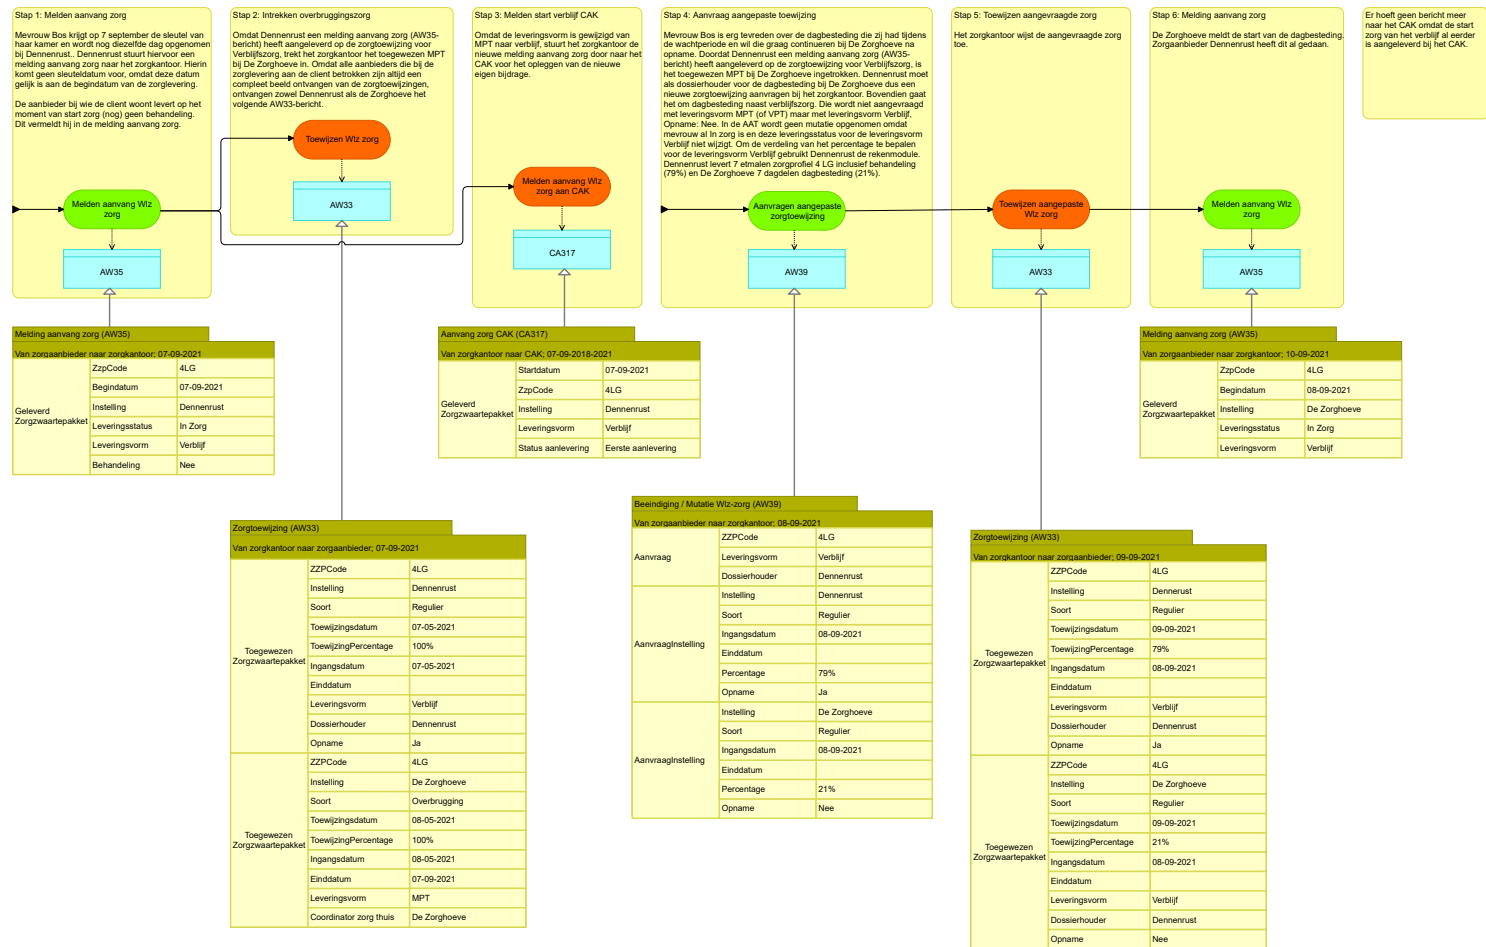 Stap 1: Melden aanvang zorg
Mevrouw Bos krijgt op 7 september de sleutel van
haar kamer en wordt nog diezelfde dag opgenomen
bij Dennenrust.. Dennenrust stuurt hiervoor een
melding aanvang zorg naar het zorgkantoor. Hierin
komt geen sleuteldatum voor, omdat deze datum
gelijk is aan de begindatum van de zorglevering.
De aanbieder bij wie de client woont levert op het
moment van start zorg (nog) geen behandeling.
Dit vermeldt hij in de melding aanvang zorg.
Melden aanvang Wlz
zorg
AW35
Stap 2: Intrekken overbruggingszorg
Omdat Dennenrust een melding aanvang zorg (AW35-
bericht) heeft aangeleverd op de zorgtoewijzing voor
Verblijfszorg, trekt het zorgkantoor het toegewezen MPT
bij De Zorghoeve in. Omdat alle aanbieders die bij de
zorglevering aan de client betrokken zijn altijd een
compleet beeld ontvangen van de zorgtoewijzingen,
ontvangen zowel Dennenrust als de Zorghoeve het
volgende AW33-bericht.
Toewijzen Wlz zorg
AW33
Stap 3: Melden start verblijf CAK
Omdat de leveringsvorm is gewijzigd van
MPT naar verblijf, stuurt het zorgkantoor de
nieuwe melding aanvang zorg door naar het
CAK voor het opleggen van de nieuwe
eigen bijdrage.
Melden aanvang Wlz
zorg aan CAK
CA317
Stap 4: Aanvraag aangepaste toewijzing
Mevrouw Bos is erg tevreden over de dagbesteding die zij had tijdens
de wachtperiode en wil die graag continueren bij De Zorghoeve na
opname. Doordat Dennenrust een melding aanvang zorg (AW35-
bericht) heeft aangeleverd op de zorgtoewijzing voor Verblijfszorg, is
het toegewezen MPT bij De Zorghoeve ingetrokken. Dennenrust moet
als dossierhouder voor de dagbesteding bij De Zorghoeve dus een
nieuwe zorgtoewijzing aanvragen bij het zorgkantoor. Bovendien gaat
het om dagbesteding naast verblijfszorg. Die wordt niet aangevraagd
met leveringsvorm MPT (of VPT) maar met leveringsvorm Verblijf,
Opname: Nee. In de AAT wordt geen mutatie opgenomen omdat
mevrouw al In zorg is en deze leveringsstatus voor de leveringsvorm
Verblijf niet wijzigt. Om de verdeling van het percentage te bepalen
voor de leveringsvorm Verblijf gebruikt Dennenrust de rekenmodule.
Dennenrust levert 7 etmalen zorgprofiel 4 LG inclusief behandeling
(79%) en De Zorghoeve 7 dagdelen dagbesteding (21%).
Aanvragen aangepaste
zorgtoewijzing
AW39
Stap 5: Toewijzen aangevraagde zorg
Het zorgkantoor wijst de aangevraagde zorg
toe.
Toewijzen aangepaste
Wlz zorg
AW33
Stap 6: Melding aanvang zorg
De Zorghoeve meldt de start van de dagbesteding.
Zorgaanbieder Dennenrust heeft dit al gedaan.
Melden aanvang Wlz
zorg
AW35
Er hoeft geen bericht meer
naar het CAK omdat de start
zorg van het verblijf al eerder
is aangeleverd bij het CAK.
Melding aanvang zorg (AW35)
Van zorgaanbieder naar zorgkantoor; 07-09-2021
Geleverd
Zorgzwaartepakket
ZzpCode 4LG
Begindatum 07-09-2021
Instelling Dennenrust
Leveringsstatus In Zorg
Leveringsvorm Verblijf
Behandeling Nee
Aanvang zorg CAK (CA317)
Van zorgkantoor naar CAK; 07-09-2018-2021
Geleverd
Zorgzwaartepakket
Startdatum 07-09-2021
ZzpCode 4LG
Instelling Dennenrust
Leveringsvorm Verblijf
Status aanlevering Eerste aanlevering
Melding aanvang zorg (AW35)
Van zorgaanbieder naar zorgkantoor; 10-09-2021
Geleverd
Zorgzwaartepakket
ZzpCode 4LG
Begindatum 08-09-2021
Instelling De Zorghoeve
Leveringsstatus In Zorg
Leveringsvorm Verblijf
Zorgtoewijzing (AW33)
Van zorgkantoor naar zorgaanbieder; 07-09-2021
Toegewezen
Zorgzwaartepakket
ZZPCode 4LG
Instelling Dennenrust
Soort Regulier
Toewijzingsdatum 07-05-2021
ToewijzingPercentage 100%
Ingangsdatum 07-05-2021
Einddatum
Leveringsvorm Verblijf
Dossierhouder Dennenrust
Opname Ja
Toegewezen
Zorgzwaartepakket
ZZPCode 4LG
Instelling De Zorghoeve
Soort Overbrugging
Toewijzingsdatum 08-05-2021
ToewijzingPercentage 100%
Ingangsdatum 08-05-2021
Einddatum 07-09-2021
Leveringsvorm MPT
Coordinator zorg thuis De Zorghoeve
Beeindiging / Mutatie Wlz-zorg (AW39)
Van zorgaanbieder naar zorgkantoor; 08-09-2021
Aanvraag
ZZPCode 4LG
Leveringsvorm Verblijf
Dossierhouder Dennenrust
AanvraagInstelling
Instelling Dennenrust
Soort Regulier
Ingangsdatum 08-09-2021
Einddatum
Percentage 79%
Opname Ja
AanvraagInstelling
Instelling De Zorghoeve
Soort Regulier
Ingangsdatum 08-09-2021
Einddatum
Percentage 21%
Opname Nee
Zorgtoewijzing (AW33)
Van zorgkantoor naar zorgaanbieder; 09-09-2021
Toegewezen
Zorgzwaartepakket
ZZPCode 4LG
Instelling Dennerust
Soort Regulier
Toewijzingsdatum 09-09-2021
ToewijzingPercentage 79%
Ingangsdatum 08-09-2021
Einddatum
Leveringsvorm Verblijf
Dossierhouder Dennenrust
Opname Ja
Toegewezen
Zorgzwaartepakket
ZZPCode 4LG
Instelling De Zorghoeve
Soort Regulier
Toewijzingsdatum 09-09-2021
ToewijzingPercentage 21%
Ingangsdatum 08-09-2021
Einddatum
Leveringsvorm Verblijf
Dossierhouder Dennenrust
Opname Nee